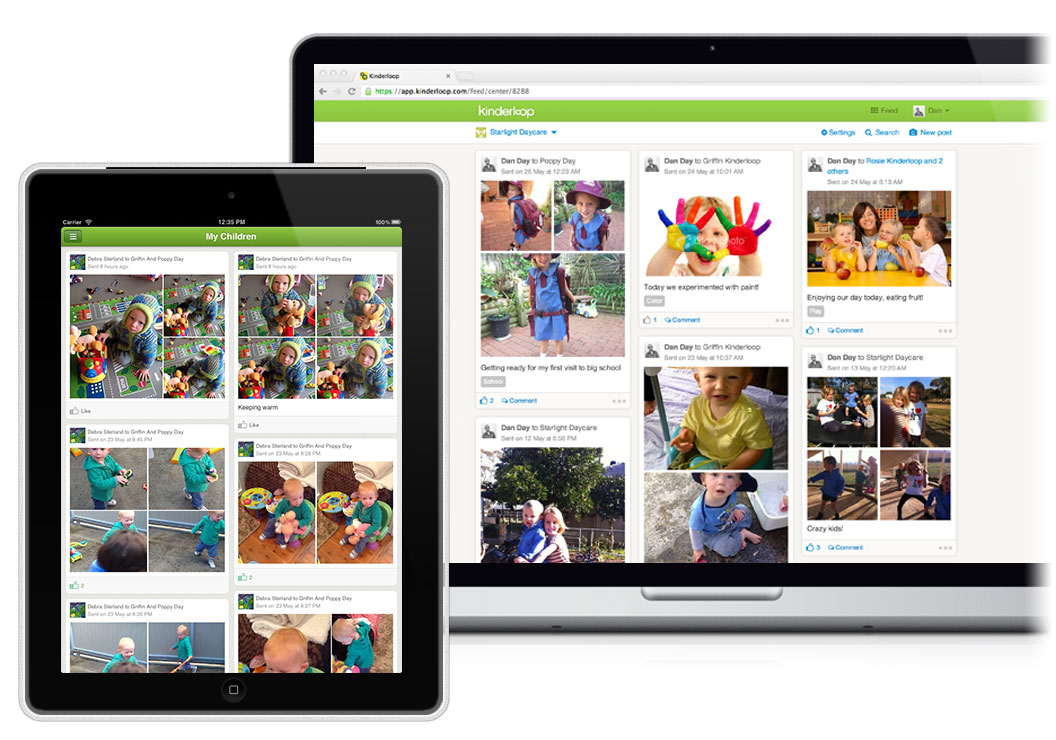 Kinderloop
https://app.kinderloop.com/feed/center/8288
kinderloop
Feed
Dan
Starlight Daycare
Settings
Search
New post
Dan Day to Poppy Day
Sent on 25 May at 12:23 AM
Getting ready for my first visit to big school
School
2 Comment
Dan Day to Starlight Daycare
Sent on 12 May at 6:56 PM
Dan Day to Griffin Kinderloop
Sent on 24 May at 10:01 AM
Today we experimented with paint!
Color
1 Comment
Dan Day to Griffin Kinderloop
Sent on 23 May at 10:37 AM
Dan Day to Rosie Kinderloop and 2
others
Sent on 24 May at 6:13 AM
Enjoying our day today, eating fruit!
Play
1 Comment
Dan Day to Starlight Daycare
Sent on 13 May at 12:20 AM
Crazy kids!
3 Comment
Carrier
12:35 PM
100%
My Children
Debra Sterland to Griffin And Poppy Day
Sent 8 hours ago
Like
Debra Sterland to Griffin And Poppy Day
Sent on 23 May at 8:45 PM
2
Debra Sterland to Griffin And Poppy Day
Sent on 23 May at 8:26 PM
Debra Sterland to Griffin And Poppy Day
Sent 8 hours ago
Keeping warm
Like
Debra Sterland to Griffin And Poppy Day
Sent on 23 May at 8:28 PM
2
Debra Sterland to Griffin And Poppy Day
Sent on 23 May at 8:27 PM